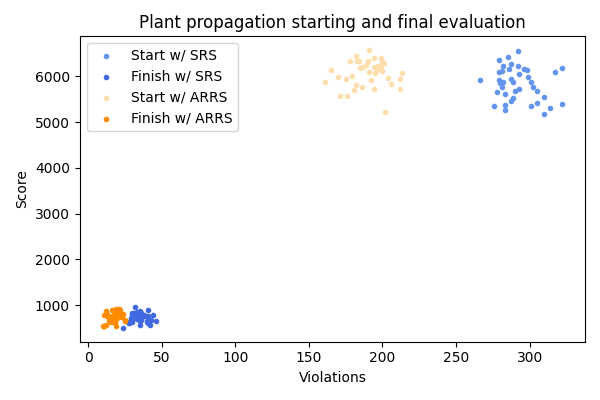 Plant propagation starting and final evaluation
Start w/ SRS
Finish w/ SRS
Start w/ ARRS
Finish w/ ARRS
Score
6000
5000
4000
3000
2000
1000
0
50
100
150
200
250
300
Violations